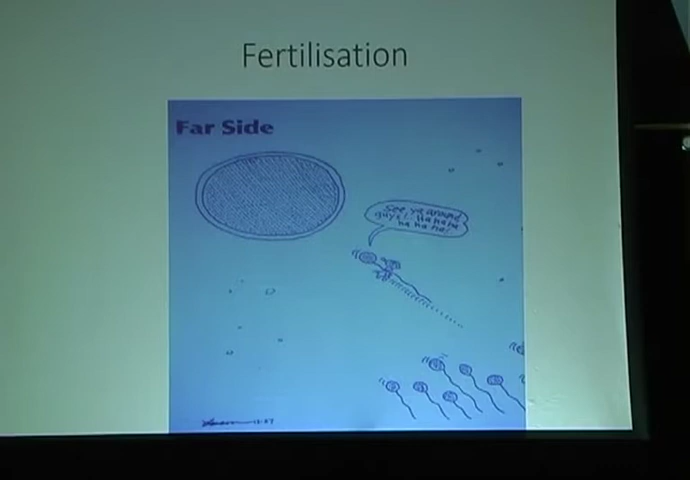 Fertilisation
Far Side
See ya around
guys! Ha ha ha
ha ha ha!